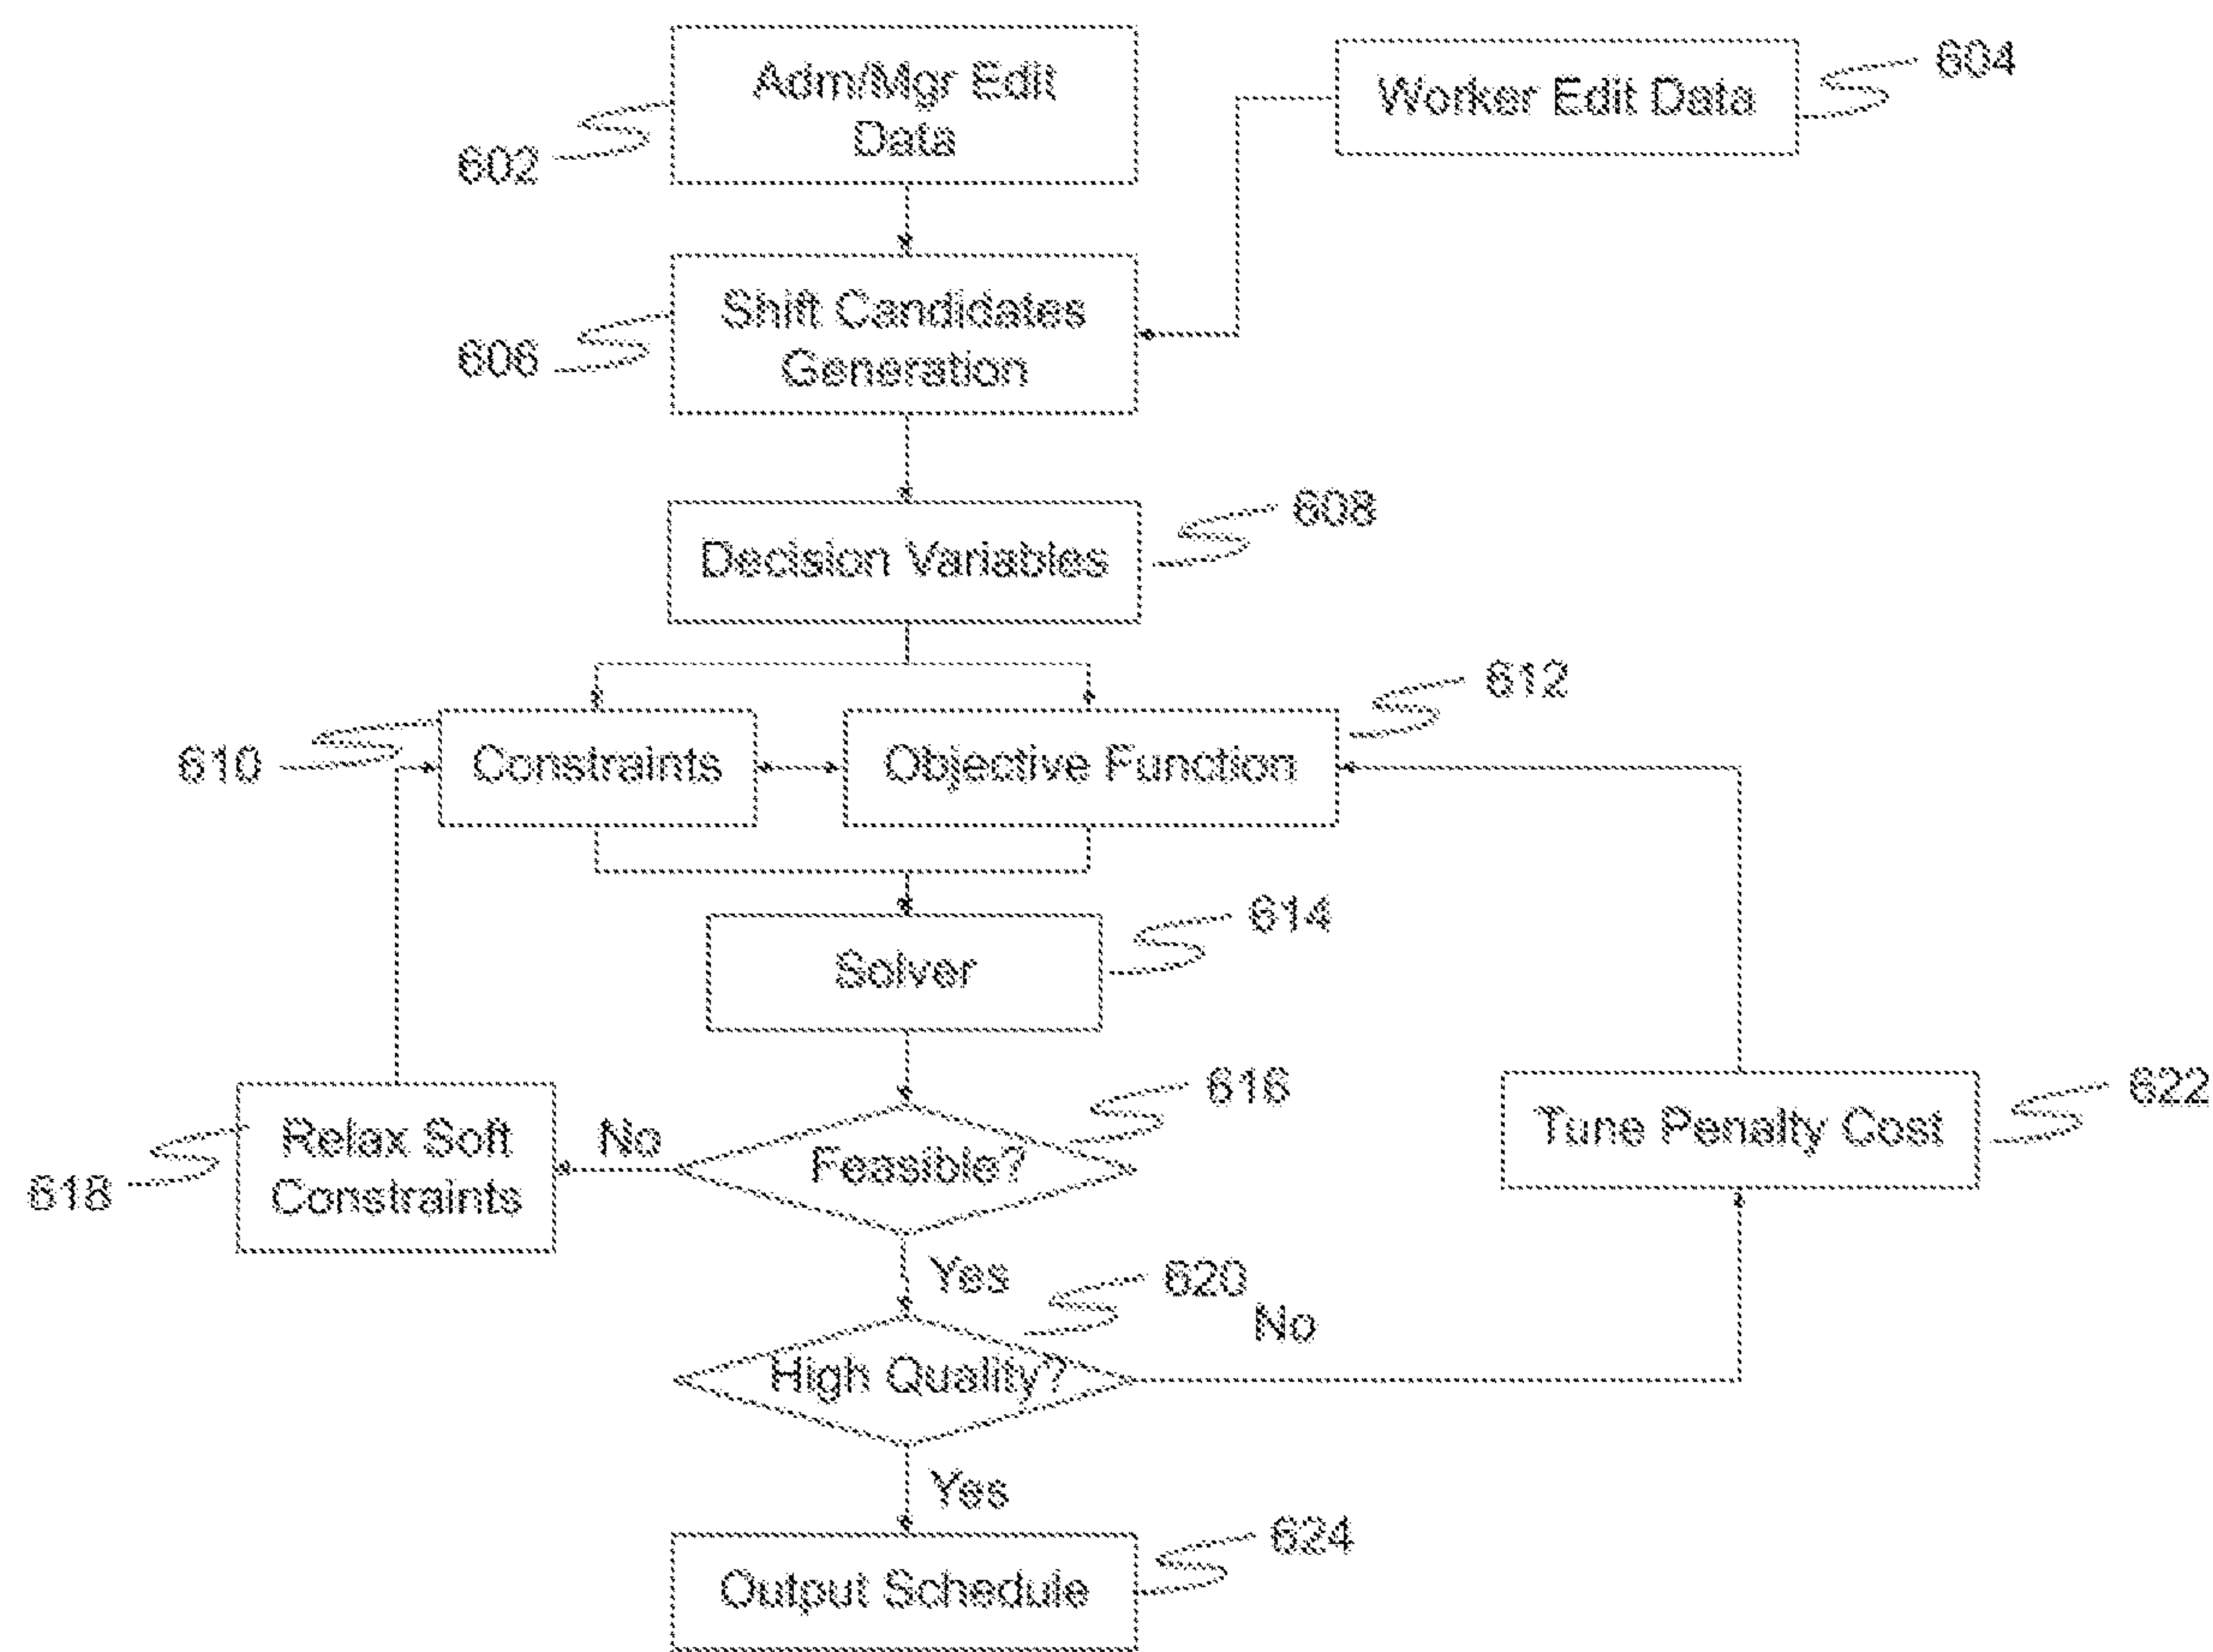 Adm/Mgr Edit
Data
602
Worker Edit Data
604
Shift Candidates
Generation
606
Decision Variables
608
Constraints
610
Objective Function
612
Solver
614
Feasible?
616
No
Relax Soft
Constraints
618
Yes
High Quality?
620
No
Tune Penalty Cost
622
Yes
Output Schedule
624